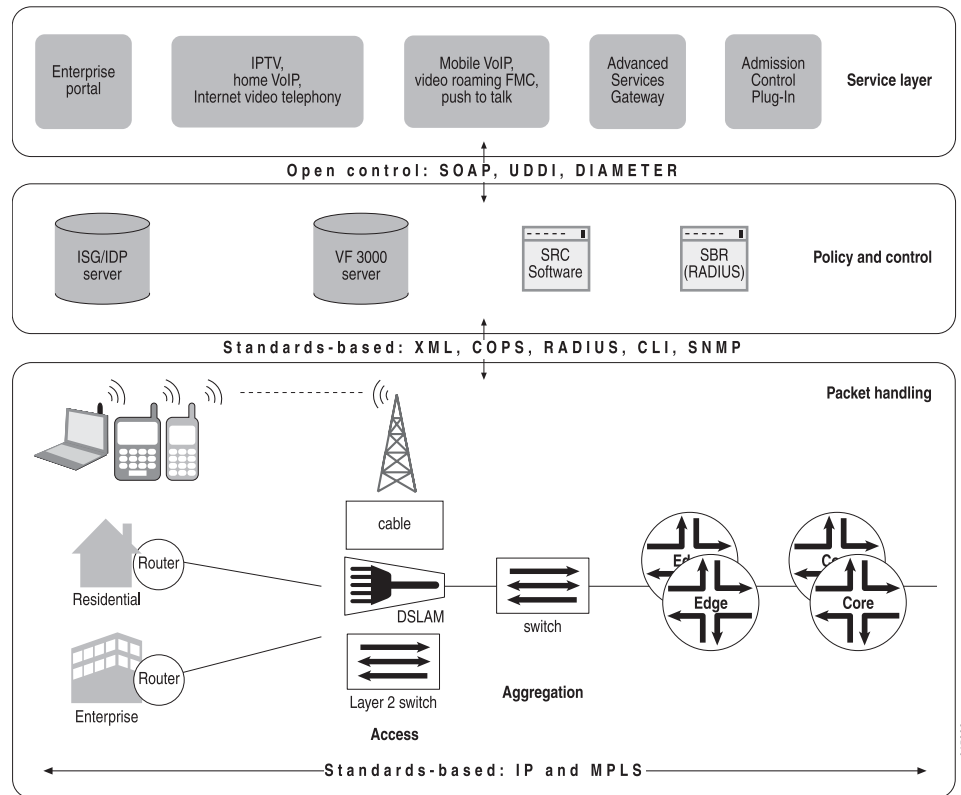 Enterprise
portal
IPTV,
home VoIP,
Internet video telephony
Mobile VoIP,
video roaming FMC,
push to talk
Advanced
Services
Gateway
Admission
Control
Plug-In
Service layer
Open control: SOAP, UDDI, DIAMETER
ISG/IDP
server
VF 3000
server
SRC
Software
SBR
(RADIUS)
Policy and control
Standards-based: XML, COPS, RADIUS, CLI, SNMP
Packet handling
cable
Router
Residential
DSLAM
switch
Edge
Core
Router
Enterprise
Layer 2 switch
Aggregation
Access
Standards-based: IP and MPLS